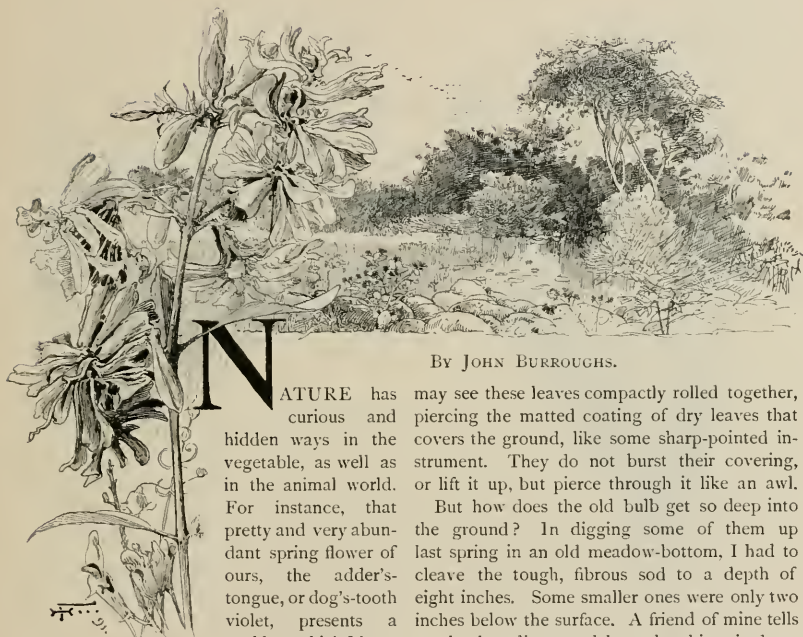 By John Burroughs.
NATURE has
curious and
hidden ways in the
vegetable, as well as
in the animal world.
For instance, that
pretty and very abun-
dant spring flower of
ours, the adder's-
tongue, or dog's-tooth
violet, presents a
may see these leaves compactly rolled together,
piercing the matted coating of dry leaves that
covers the ground, like some sharp-pointed in-
strument. They do not burst their covering,
or lift it up, but pierce through it like an awl.
But how does the old bulb get so deep into
the ground? In digging some of them up
last spring in an old meadow-bottom, I had to
cleave the tough, fibrous sod to a depth of
eight inches. Some smaller ones were only two
inches below the surface. A friend of mine tells